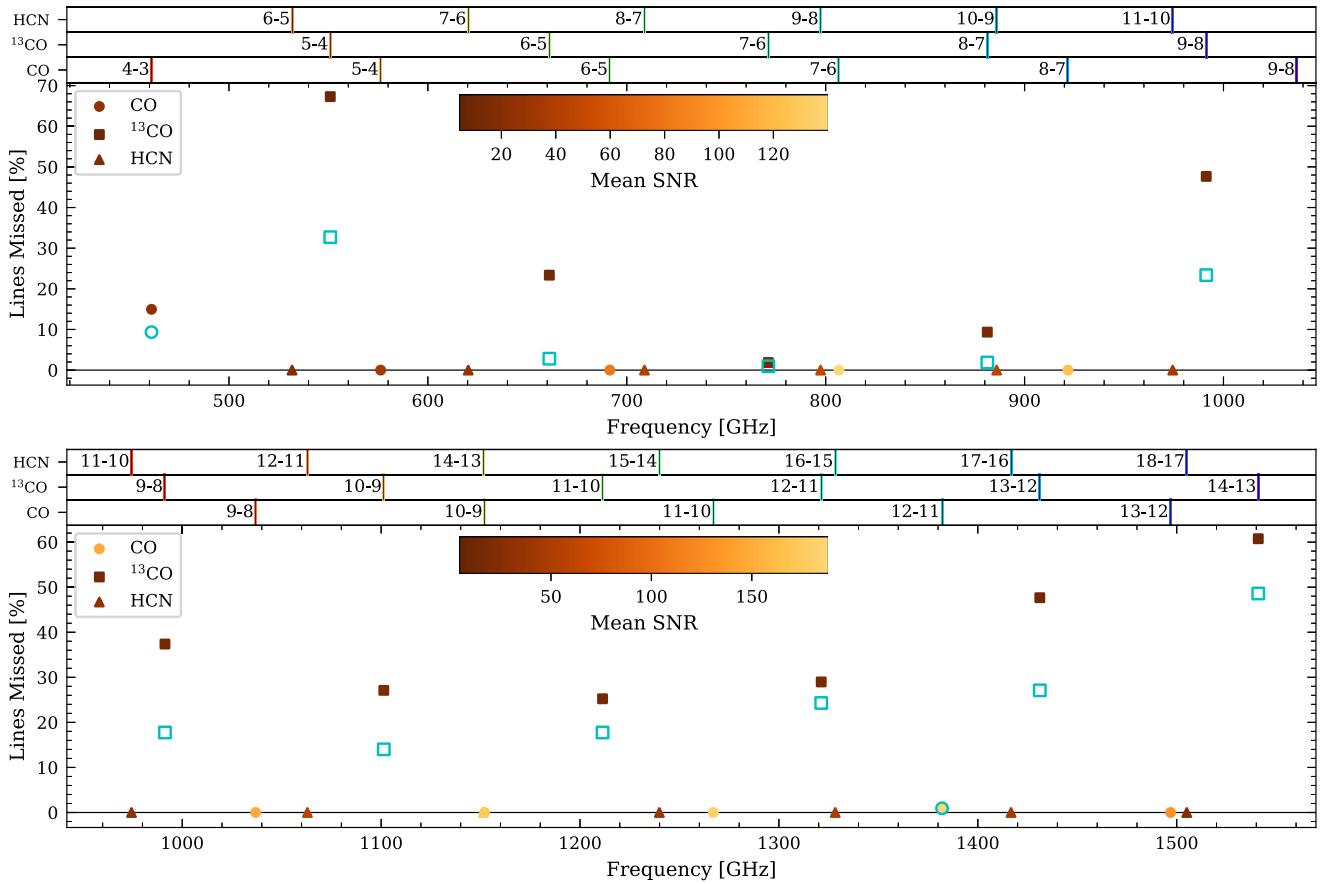 HCN 6-5 7-6 8-7 9-8 10-9 11-10
¹³CO 5-4 6-5 7-6 8-7 9-8
CO 4-3 5-4 6-5 7-6 8-7 9-8
70
60
50
40
30
20
10
0
Lines Missed [%]
CO
¹³CO
HCN
20 40 60 80 100 120
Mean SNR
500 600 700 800 900 1000
Frequency [GHz]
HCN 11-10 12-11 14-13 15-14 16-15 17-16 18-17
¹³CO 9-8 10-9 11-10 12-11 13-12 14-13
CO 9-8 10-9 11-10 12-11 13-12
60
50
40
30
20
10
0
Lines Missed [%]
CO
¹³CO
HCN
50 100 150
Mean SNR
1000 1100 1200 1300 1400 1500
Frequency [GHz]